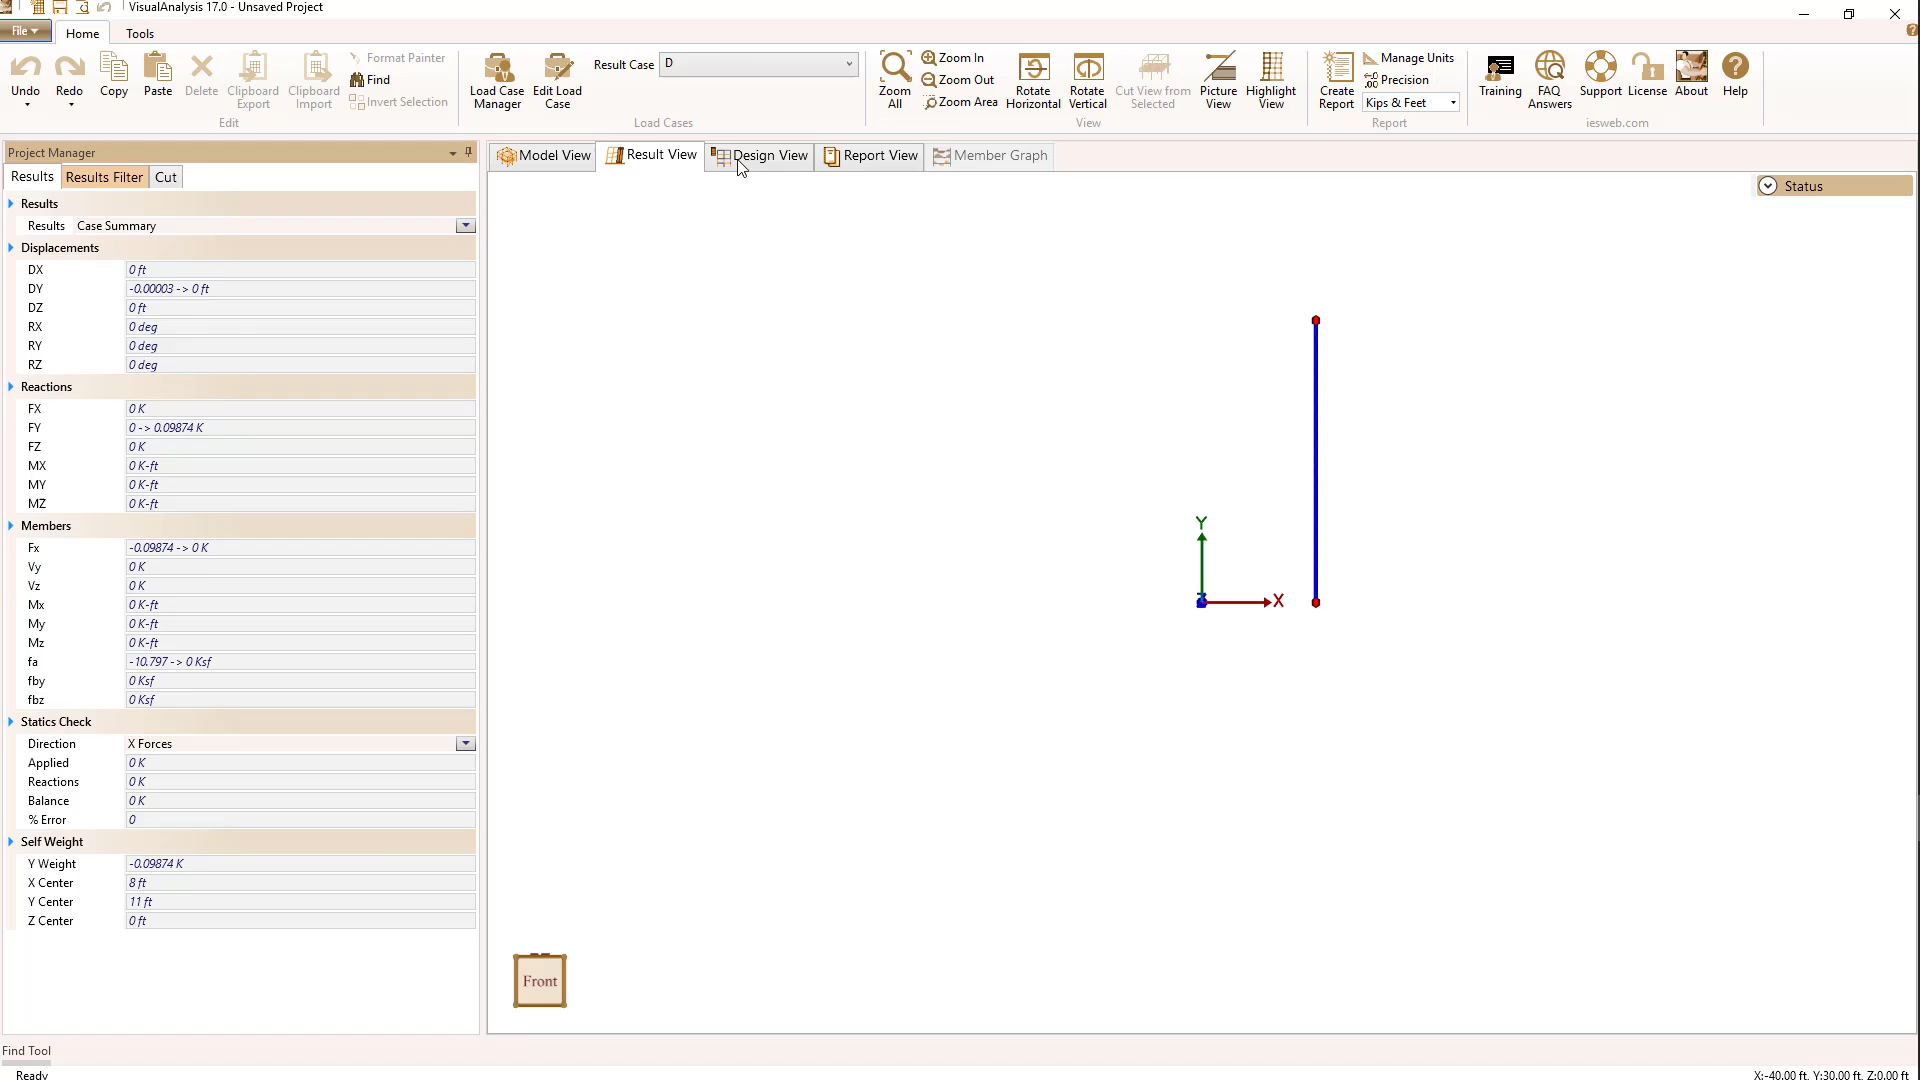 VisualAnalysis 17.0 - Unsaved Project
File
Home
Tools
Undo
Redo
Copy
Paste
Delete
Clipboard Export
Clipboard Import
Format Painter
Find
Invert Selection
Edit
Load Case Manager
Edit Load Case
Result Case
D
Load Cases
Zoom All
Zoom In
Zoom Out
Zoom Area
Rotate Horizontal
Rotate Vertical
Cut View from Selected
Picture View
Highlight View
View
Create Report
Manage Units
.00 Precision
Kips & Feet
Report
Training
FAQ Answers
Support
License
About
Help
iesweb.com
Project Manager
Results
Results Filter
Cut
Model View
Result View
Design View
Report View
Member Graph
Status
Results
Results Case Summary
Displacements
DX 0 ft
DY -0.00003 -> 0 ft
DZ 0 ft
RX 0 deg
RY 0 deg
RZ 0 deg
Reactions
FX 0 K
FY 0 -> 0.09874 K
FZ 0 K
MX 0 K-ft
MY 0 K-ft
MZ 0 K-ft
Members
Fx -0.09874 -> 0 K
Vy 0 K
Vz 0 K
Mx 0 K-ft
My 0 K-ft
Mz 0 K-ft
fa -10.797 -> 0 Ksf
fby 0 Ksf
fbz 0 Ksf
Statics Check
Direction X Forces
Applied 0 K
Reactions 0 K
Balance 0 K
% Error 0
Self Weight
Y Weight -0.09874 K
X Center 8 ft
Y Center 11 ft
Z Center 0 ft
Y
X
Front
Find Tool
Ready
X:-40.00 ft, Y:30.00 ft, Z:0.00 ft